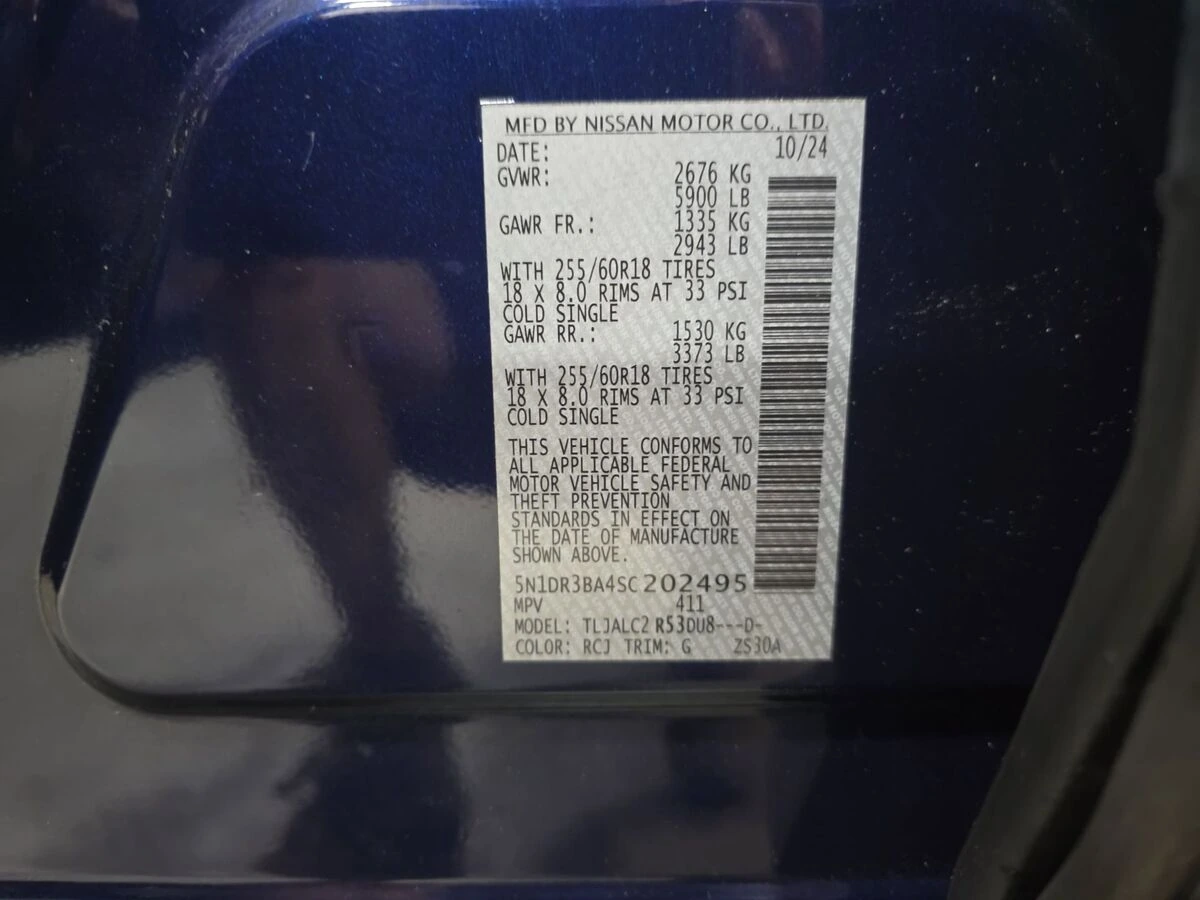 MFD BY NISSAN MOTOR CO., LTD.
DATE: 10/24
GVWR: 2676 KG
5900 LB
GAWR FR.: 1335 KG
2943 LB
WITH 255/60R18 TIRES
18 X 8.0 RIMS AT 33 PSI
COLD SINGLE
GAWR RR.: 1530 KG
3373 LB
WITH 255/60R18 TIRES
18 X 8.0 RIMS AT 33 PSI
COLD SINGLE
THIS VEHICLE CONFORMS TO
ALL APPLICABLE FEDERAL
MOTOR VEHICLE SAFETY AND
THEFT PREVENTION
STANDARDS IN EFFECT ON
THE DATE OF MANUFACTURE
SHOWN ABOVE.
5N1DR3BA4SC202495
MPV 411
MODEL: TLJALC2 R53DU8---D-
COLOR: RCJ TRIM: G ZS30A